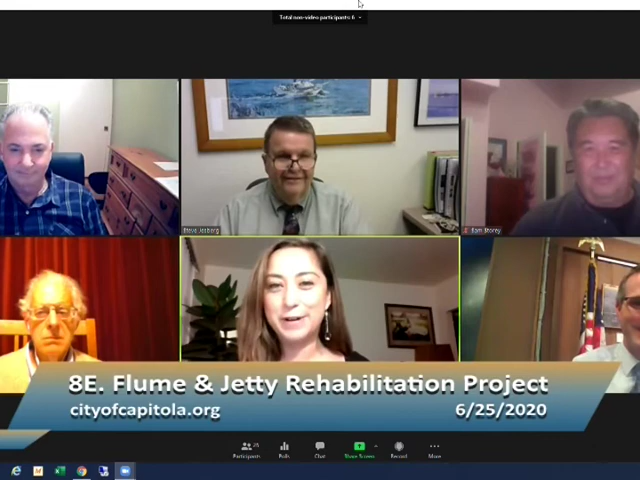 Total non-video participants: 6
Steve Jesberg
Sam Storey
8E. Flume & Jetty Rehabilitation Project
cityofcapitola.org
6/25/2020
Participants
Polls
Chat
Share Screen
Record
More